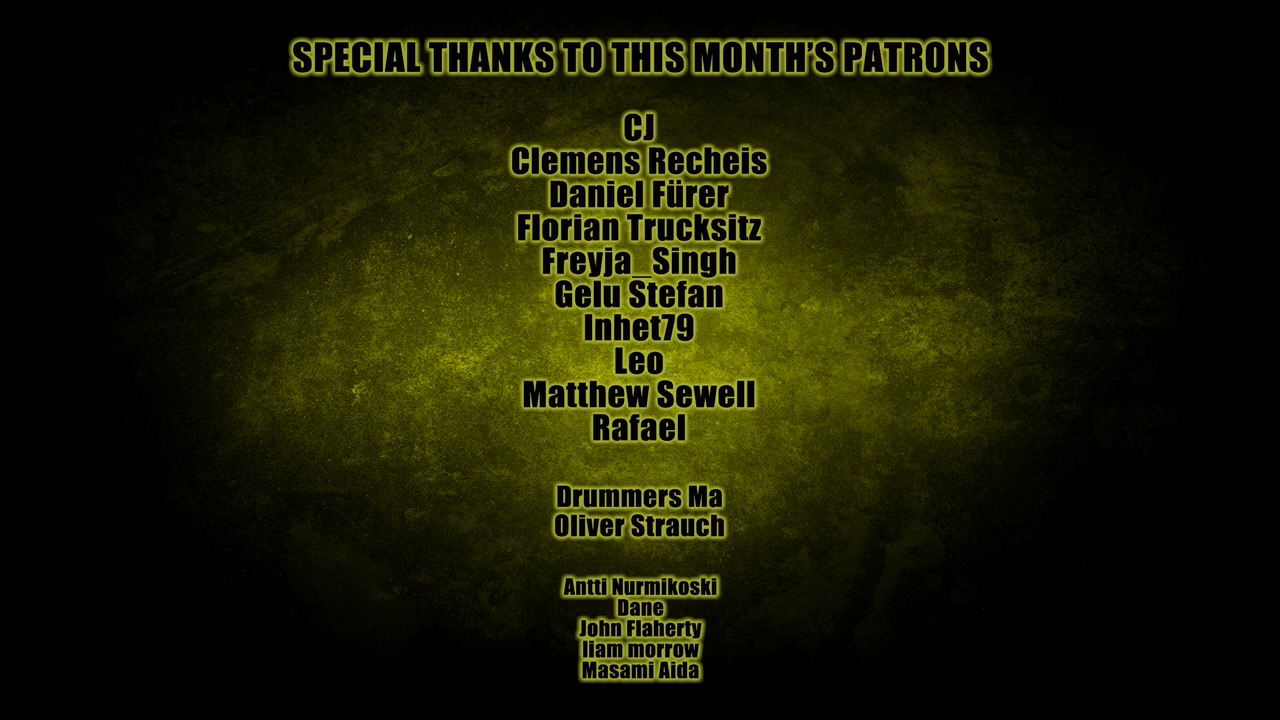 SPECIAL THANKS TO THIS MONTH'S PATRONS
CJ
Clemens Recheis
Daniel Fürer
Florian Trucksitz
Freyja_Singh
Gelu Stefan
Inhet79
Leo
Matthew Sewell
Rafael
Drummers Ma
Oliver Strauch
Antti Nurmikoski
Dane
John Flaherty
liam morrow
Masami Aida